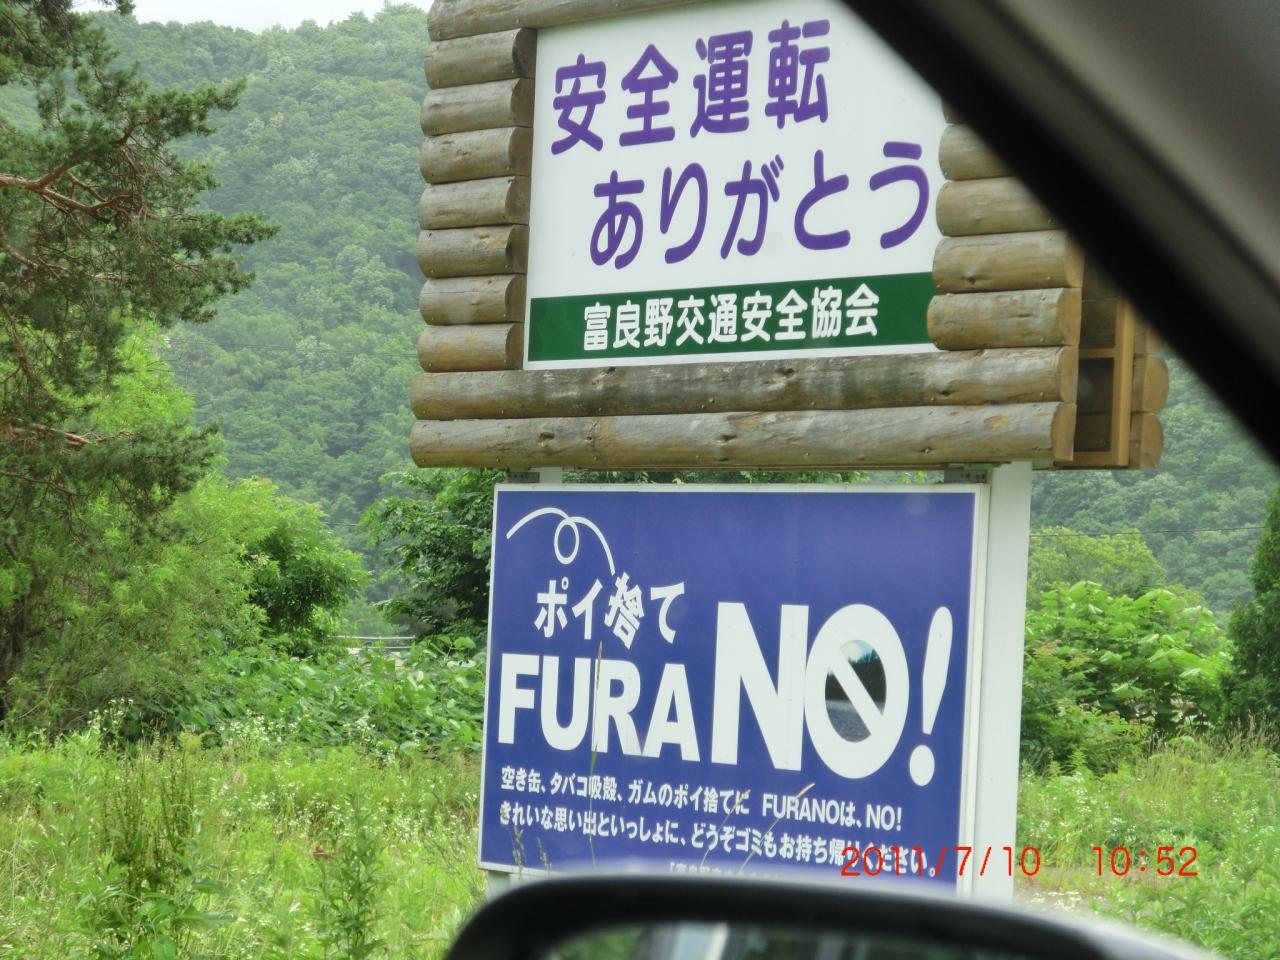 安全運転
ありがとう
富良野交通安全協会
ポイ捨て
FURANO!
空き缶、タバコ吸殻、ガムのポイ捨てに FURANOは、NO!
きれいな思い出といっしょに、どうぞゴミもお持ち帰りください。
2011/7/10 10:52